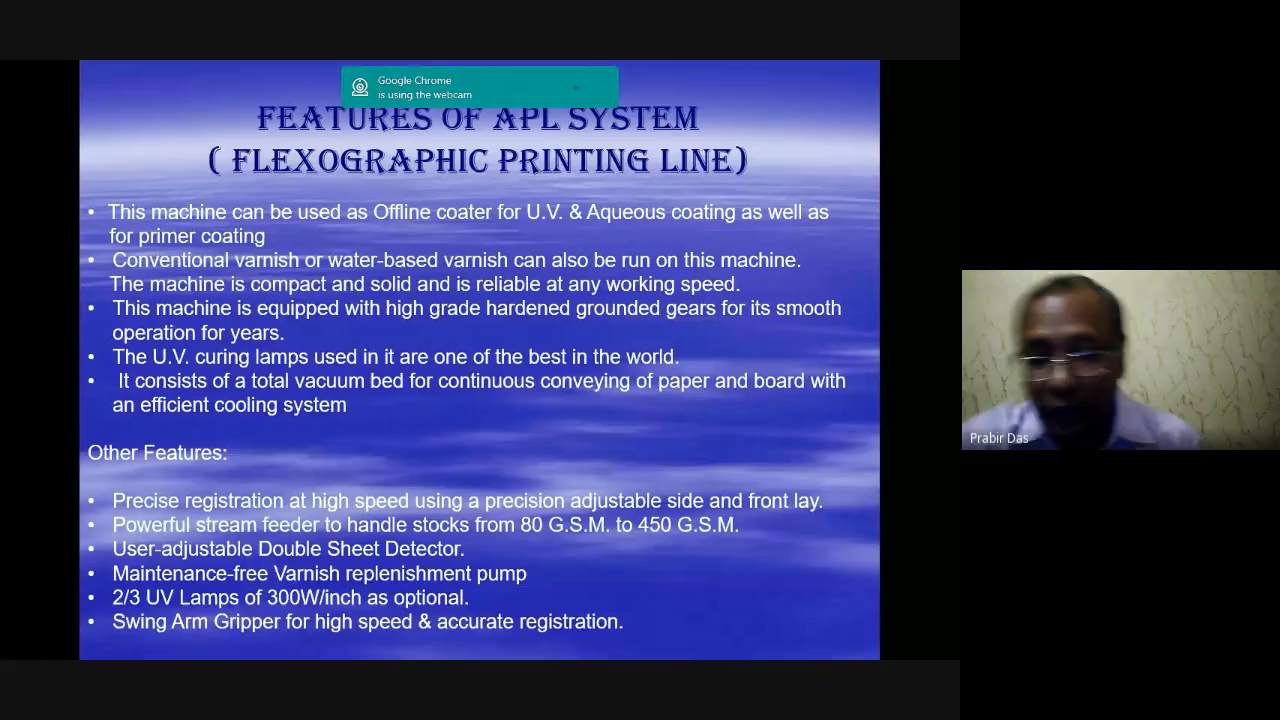 Google Chrome
is using the webcam
FEATURES OF APL SYSTEM
( FLEXOGRAPHIC PRINTING LINE)
• This machine can be used as Offline coater for U.V. & Aqueous coating as well as
for primer coating
• Conventional varnish or water-based varnish can also be run on this machine.
The machine is compact and solid and is reliable at any working speed.
• This machine is equipped with high grade hardened grounded gears for its smooth
operation for years.
• The U.V. curing lamps used in it are one of the best in the world.
• It consists of a total vacuum bed for continuous conveying of paper and board with
an efficient cooling system
Other Features:
• Precise registration at high speed using a precision adjustable side and front lay.
• Powerful stream feeder to handle stocks from 80 G.S.M. to 450 G.S.M.
• User-adjustable Double Sheet Detector.
• Maintenance-free Varnish replenishment pump
• 2/3 UV Lamps of 300W/inch as optional.
• Swing Arm Gripper for high speed & accurate registration.
Prabir Das